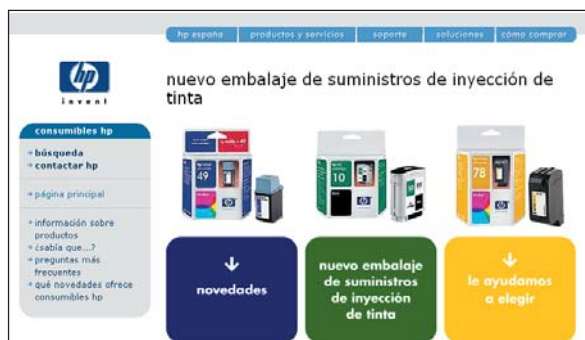 hp españa
productos y servicios
soporte
soluciones
cómo comprar
hp
invent
nuevo embalaje de suministros de inyección de
tinta
consumibles hp
búsqueda
contactar hp
página principal
información sobre
productos
¿sabía que...?
preguntas más
frecuentes
qué novedades ofrece
consumibles hp
49
10
78
novedades
nuevo embalaje
de suministros
de inyección
de tinta
le ayudamos
a elegir